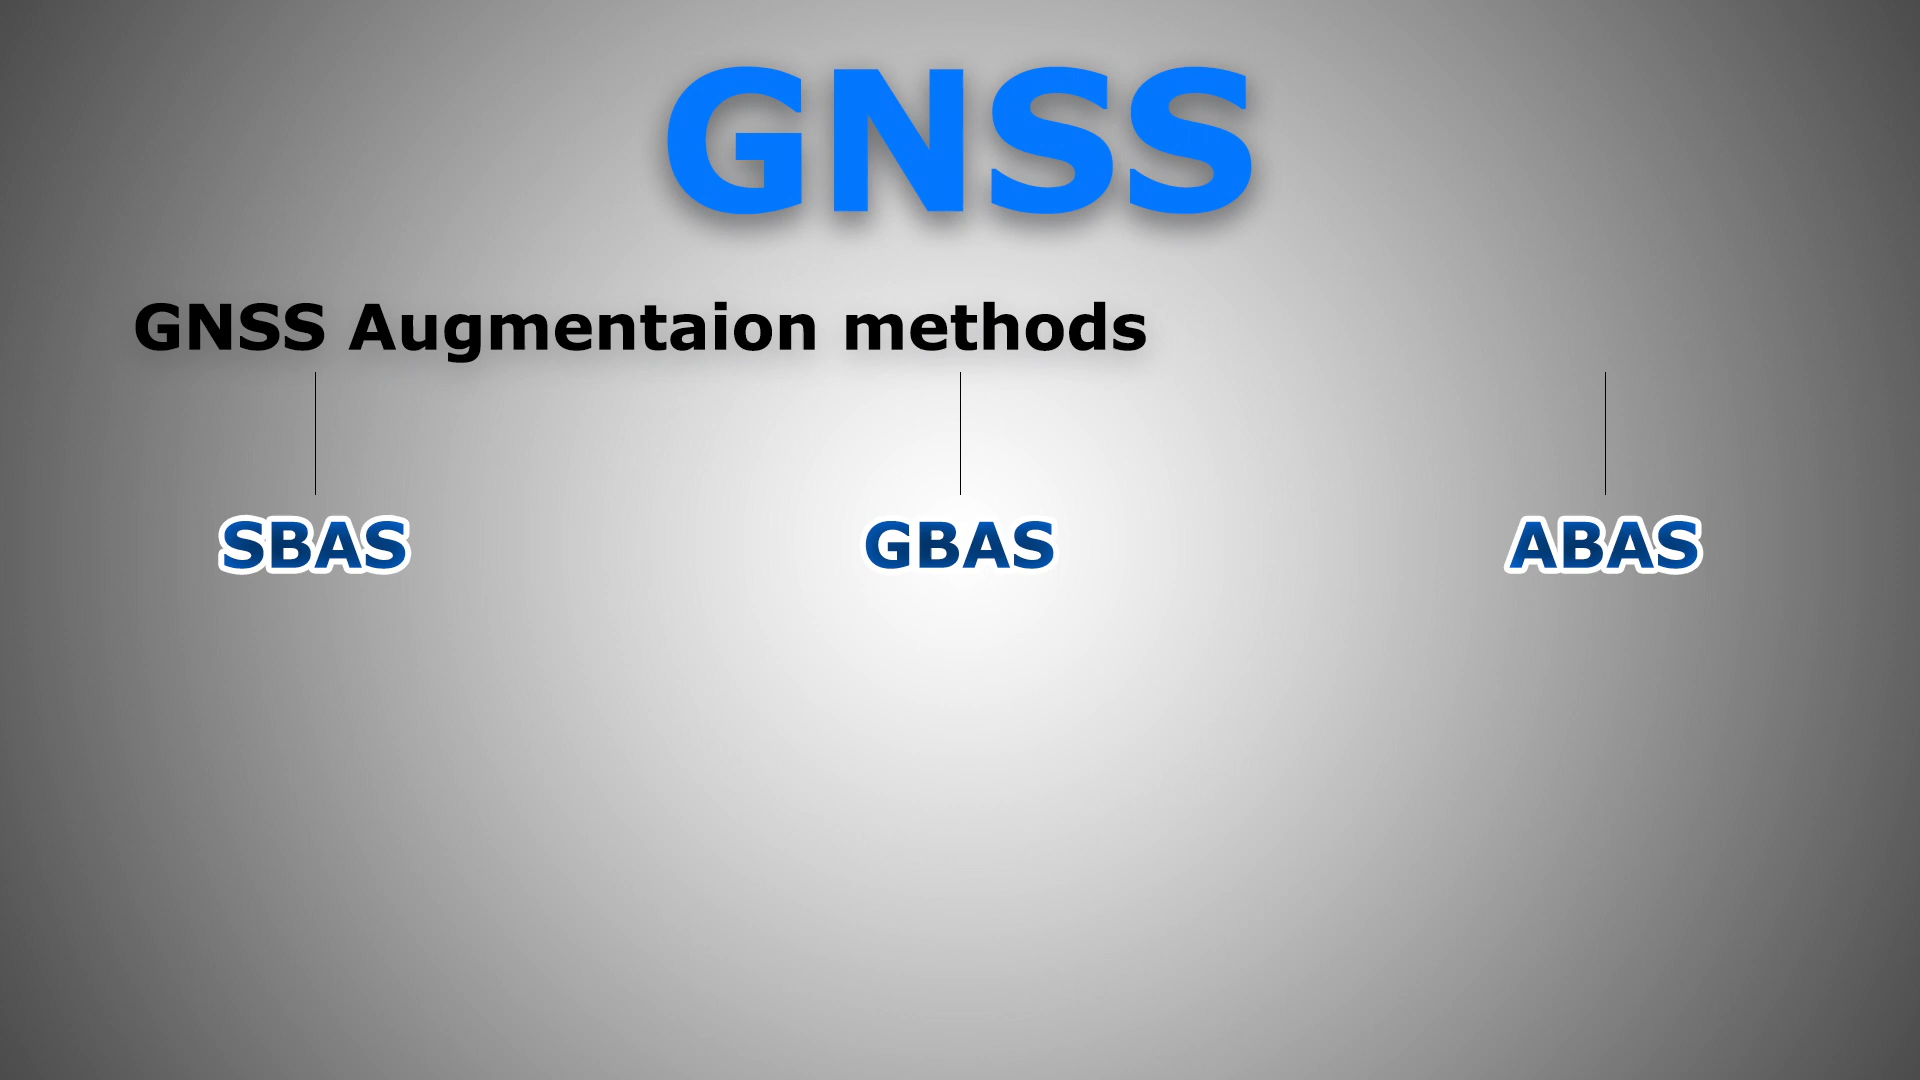 GNSS
GNSS Augmentaion methods
SBAS
GBAS
ABAS